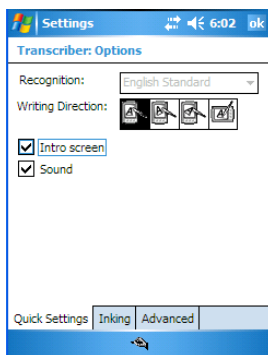 Settings 6:02 ok
Transcriber: Options
Recognition: English Standard
Writing Direction:
Intro screen
Sound
Quick Settings Inking Advanced